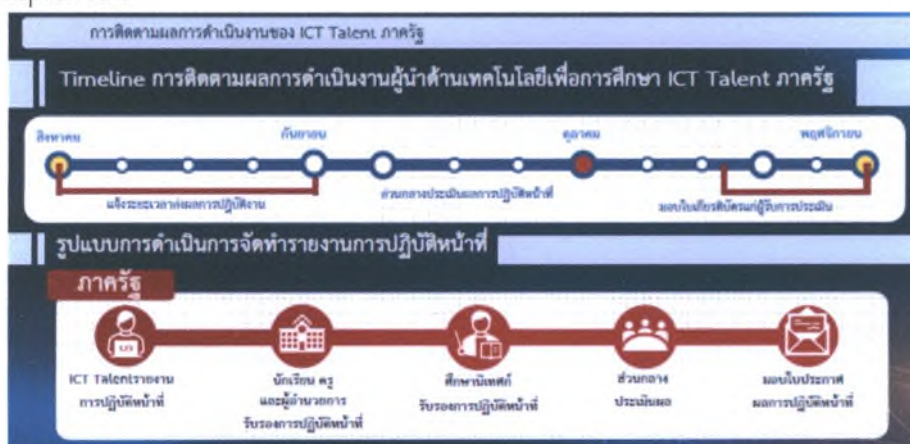 การติดตามผลการดำเนินงานของ ICT Talent ภาครัฐ
Timeline การติดตามผลการดำเนินงานผู้นำด้านเทคโนโลยีเพื่อการศึกษา ICT Talent ภาครัฐ
สิงหาคม กันยายน ตุลาคม พฤศจิกายน
แจ้งระยะเวลาส่งผลการปฏิบัติงาน ส่วนกลางประเมินผลการปฏิบัติหน้าที่ มอบใบเกียรติบัตรแก่ผู้รับการประเมิน
รูปแบบการดำเนินการจัดทำรายงานการปฏิบัติหน้าที่
ภาครัฐ
ICT Talentรายงาน นักเรียน ครู ศึกษานิเทศก์ ส่วนกลาง มอบใบประกาศ
การปฏิบัติหน้าที่ และผู้อำนวยการ รับรองการปฏิบัติหน้าที่ ประเมินผล ผลการปฏิบัติหน้าที่
รับรองการปฏิบัติหน้าที่